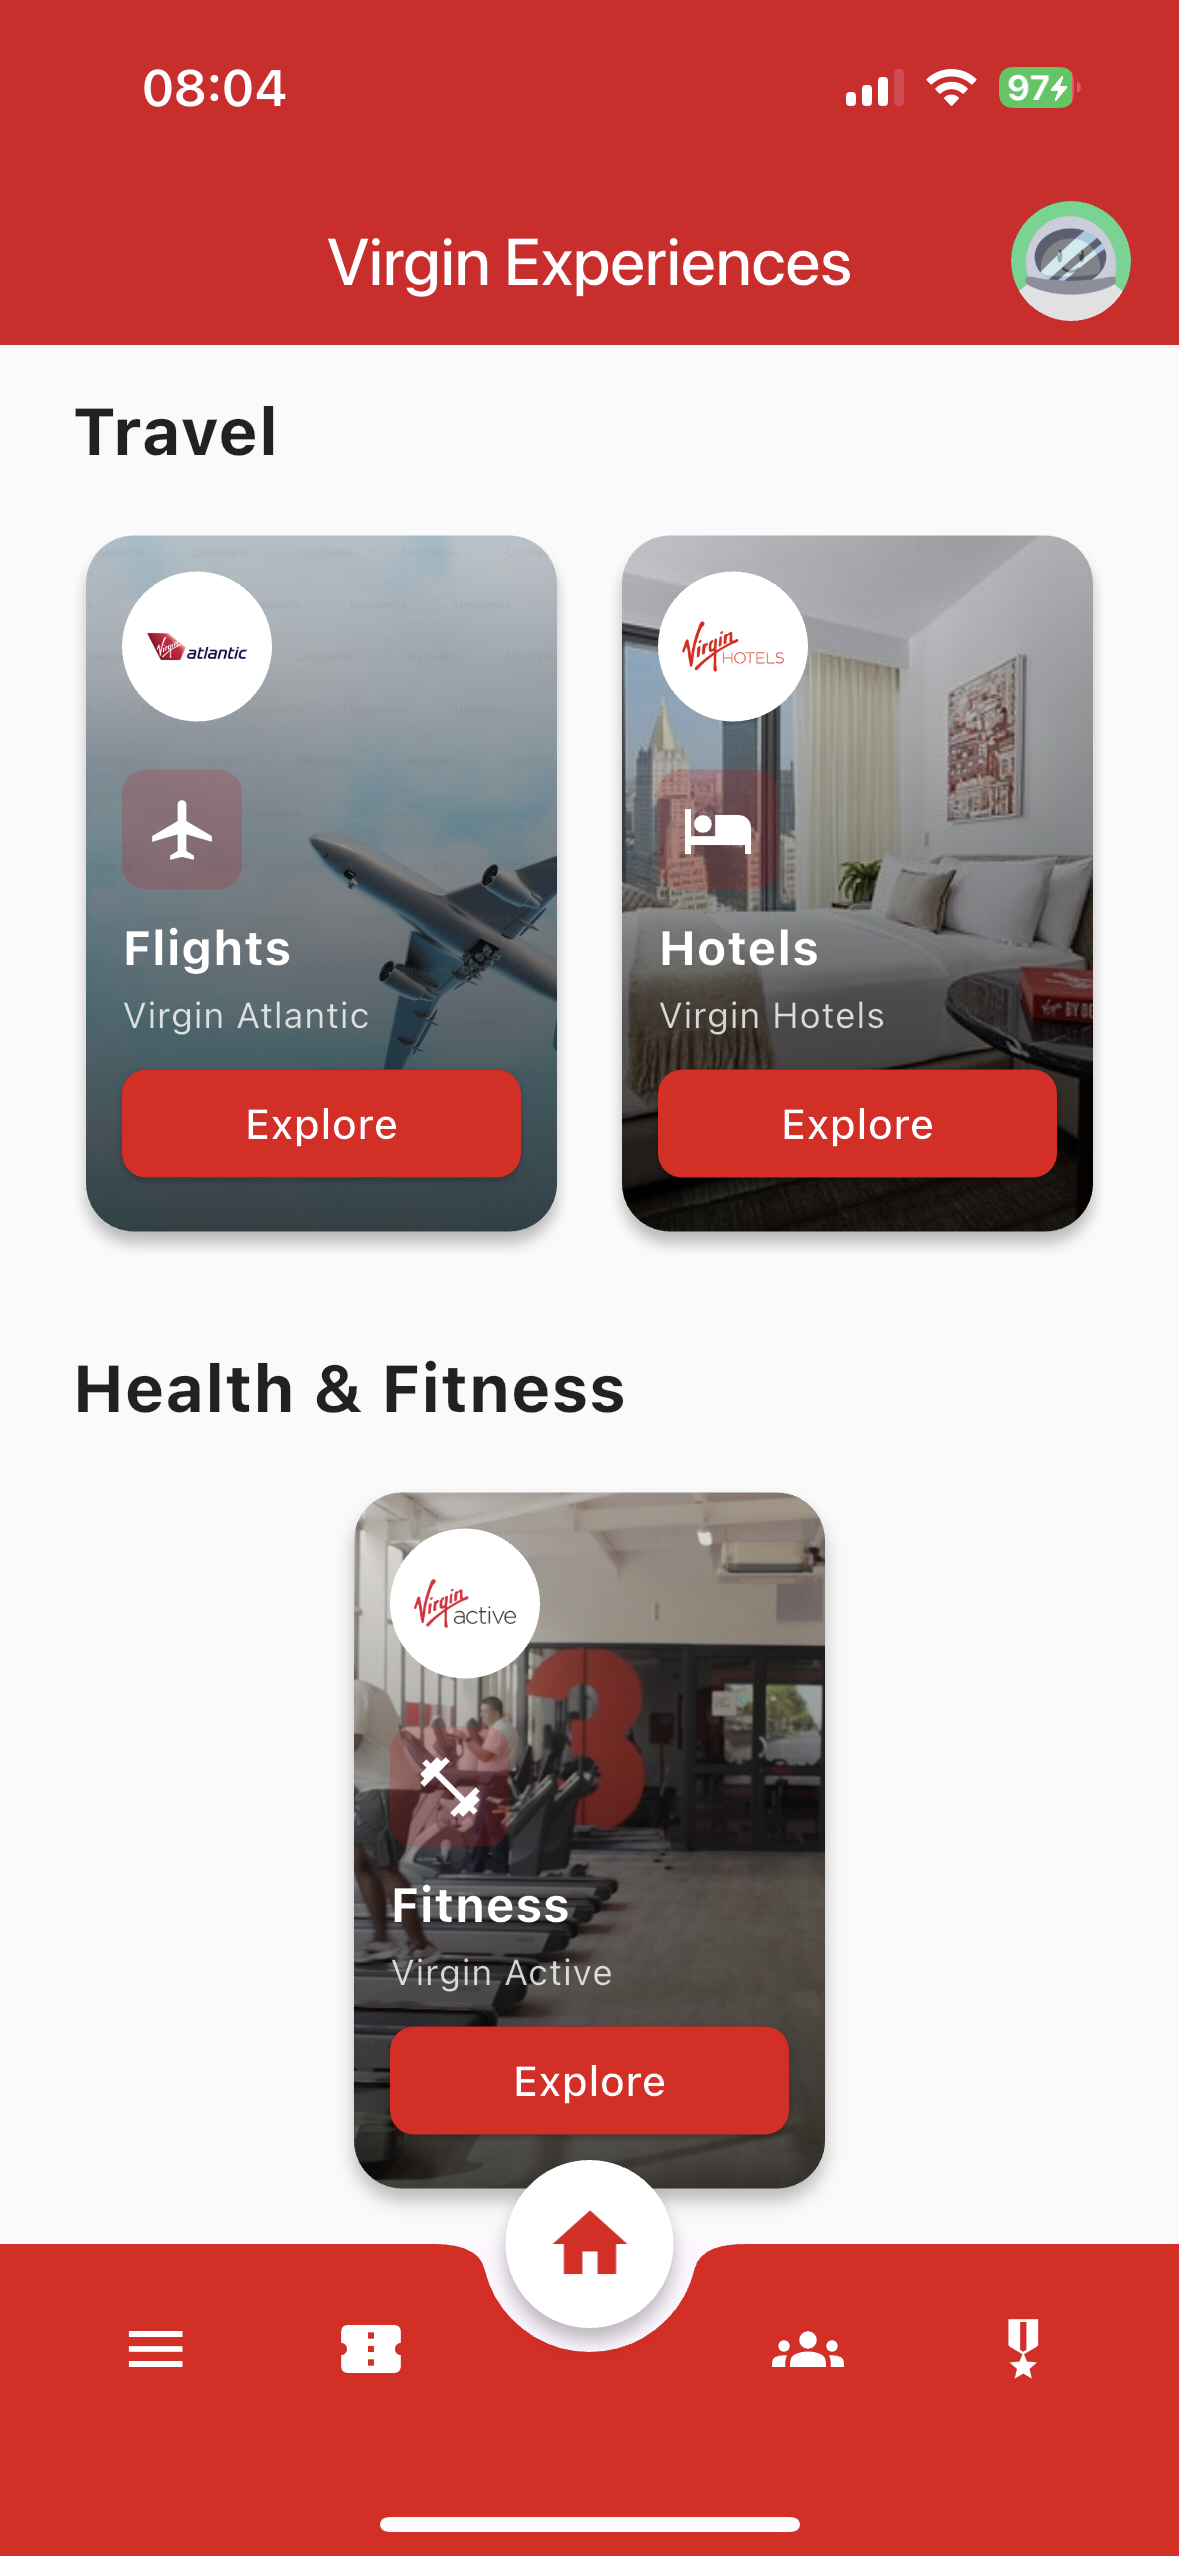 08:04
97
Virgin Experiences
Travel
Virgin atlantic
Virgin HOTELS
Flights
Hotels
Virgin Atlantic
Virgin Hotels
Explore
Explore
Health & Fitness
Virgin active
3
Fitness
Virgin Active
Explore